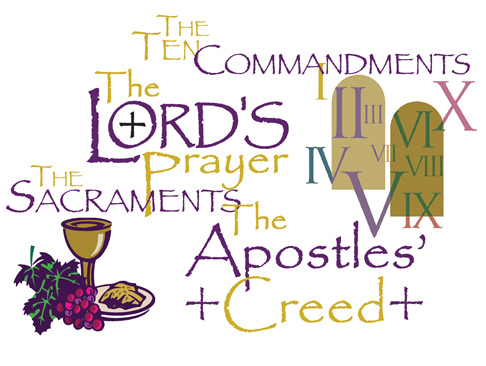 The
Ten
Commandments
The
Lord's
Prayer
The
Sacraments
The
Apostles'
Creed
I
II
III
IV
V
VI
VII
VIII
IX
X